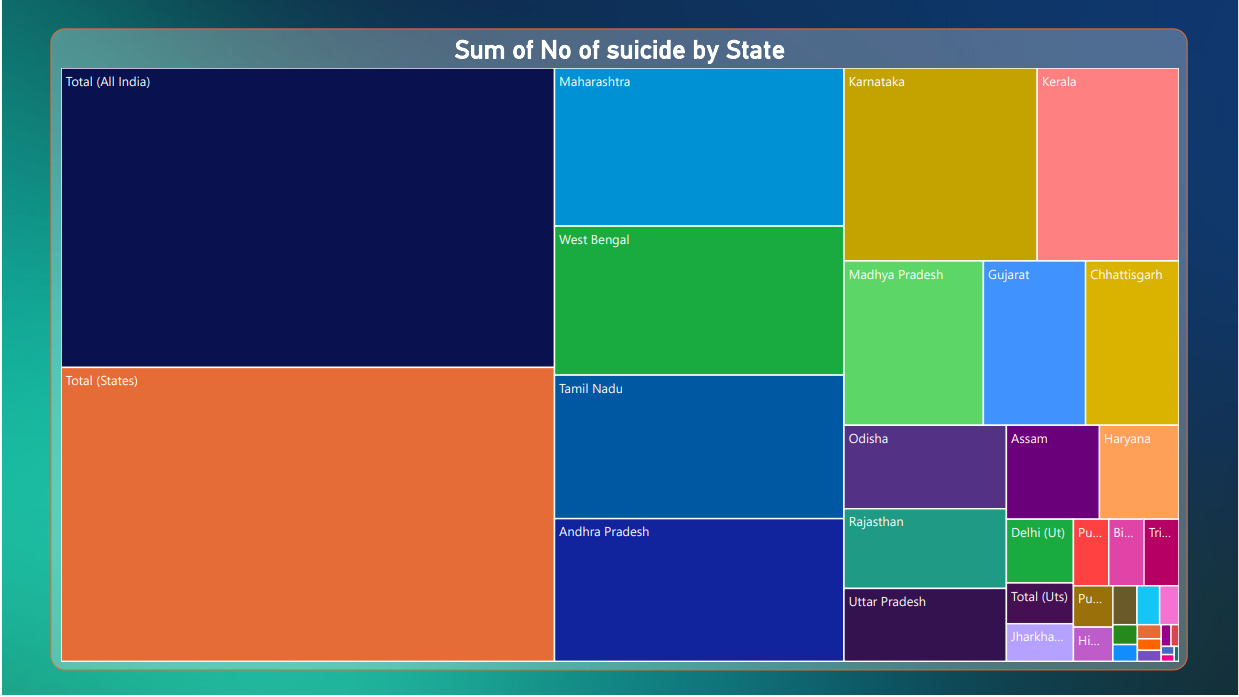 Sum of No of suicide by State
Total (All India)
Total (States)
Maharashtra
West Bengal
Tamil Nadu
Andhra Pradesh
Karnataka
Kerala
Madhya Pradesh
Gujarat
Chhattisgarh
Odisha
Rajasthan
Uttar Pradesh
Assam
Haryana
Delhi (Ut)
Total (Uts)
Jharkha...
Pu...
Bi...
Tri...
Pu...
Hi...